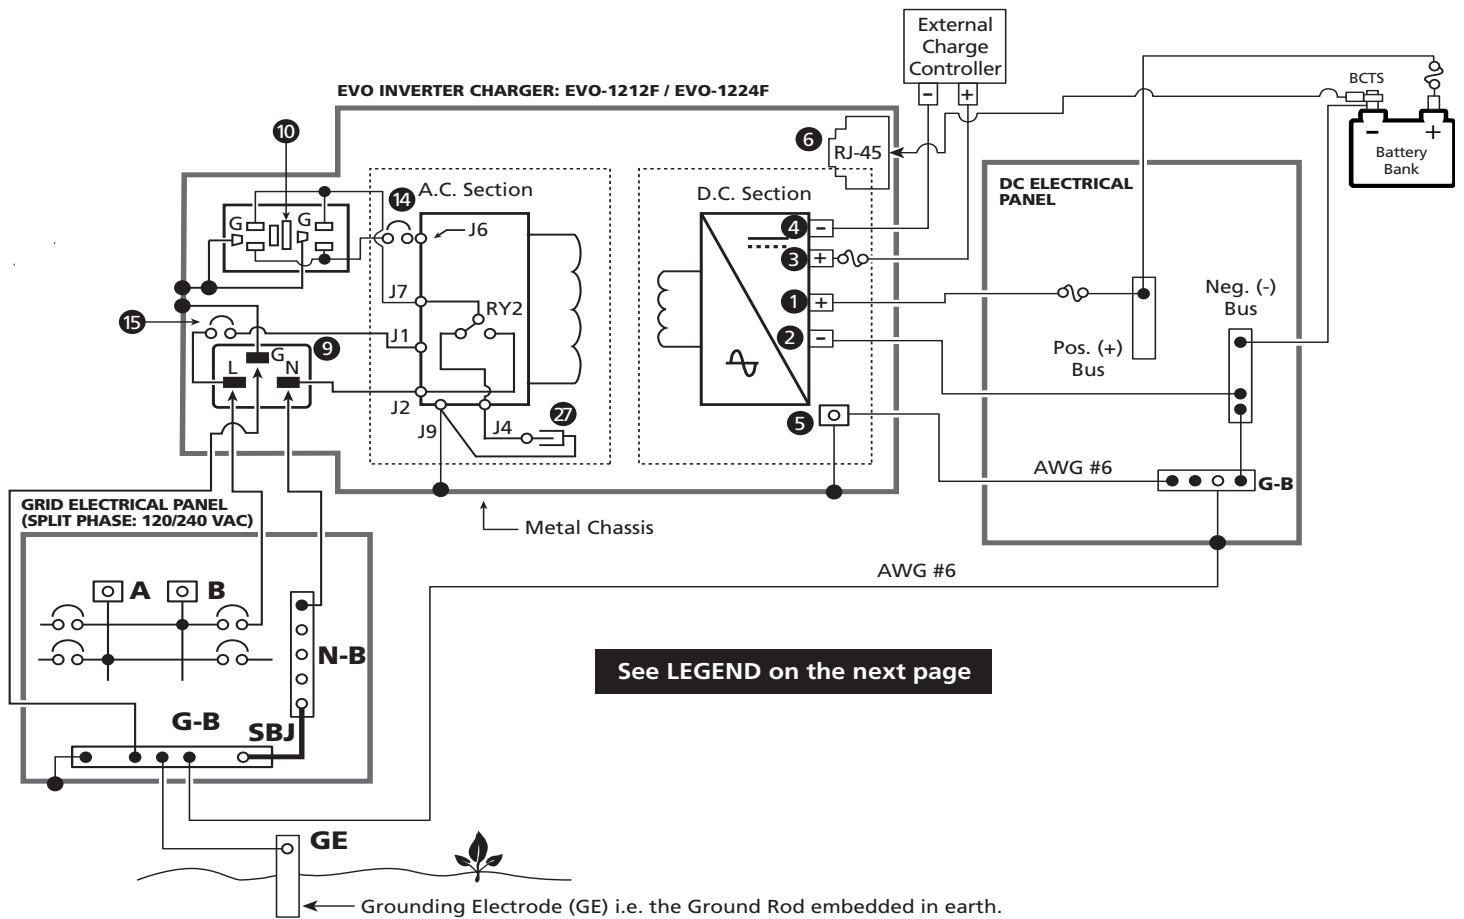 External
Charge
Controller
−
+
BCTS
−
+
Battery
Bank
EVO INVERTER CHARGER: EVO-1212F / EVO-1224F
10
6
RJ-45
14
A.C. Section
D.C. Section
DC ELECTRICAL
PANEL
G
G
J6
4
−
3
+
J7
RY2
1
+
Neg. (-)
Bus
15
J1
9
2
−
Pos. (+)
Bus
G
L
N
J2
J9
J4
27
5
AWG #6
G-B
GRID ELECTRICAL PANEL
(SPLIT PHASE: 120/240 VAC)
Metal Chassis
A
B
AWG #6
N-B
See LEGEND on the next page
G-B
SBJ
GE
Grounding Electrode (GE) i.e. the Ground Rod embedded in earth.